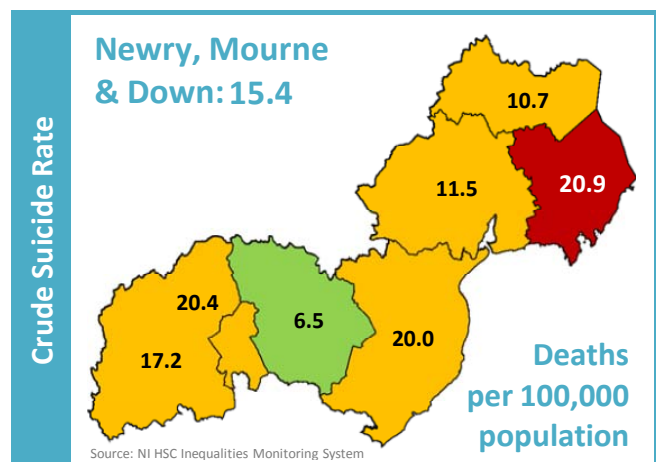 Crude Suicide Rate
Newry, Mourne
& Down: 15.4
10.7
11.5
20.9
20.4
6.5
17.2
20.0
Deaths
per 100,000
population
Source: NI HSC Inequalities Monitoring System